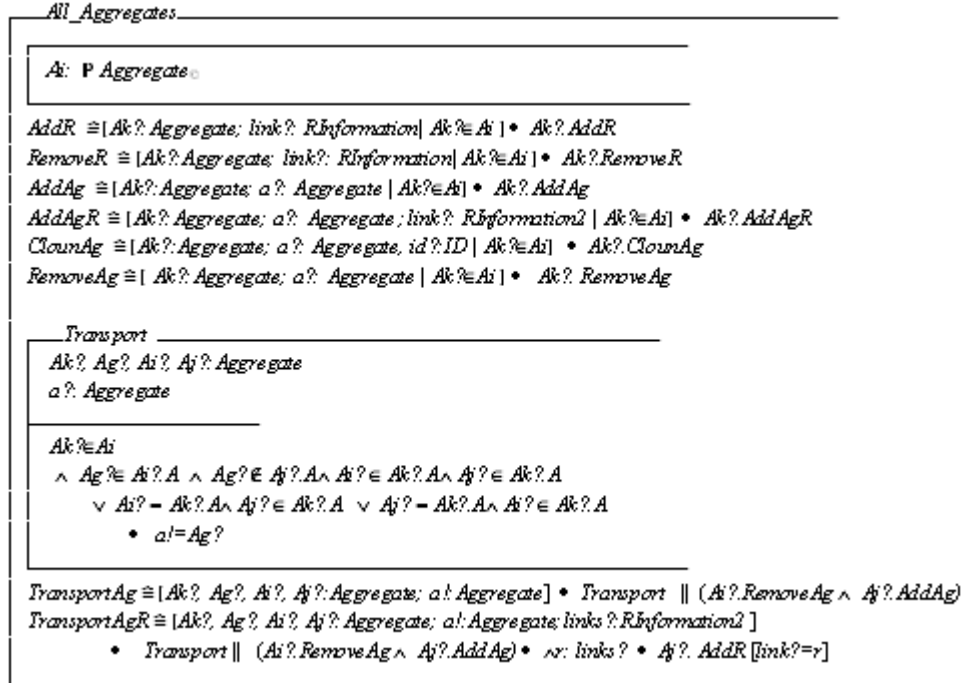 All_Aggregates
Ai: ℙ Aggregate©
AddR ≅[Ak?: Aggregate; link?: RInformation| Ak?∈Ai ] • Ak?.AddR
RemoveR ≅ [Ak?:Aggregate; link?: RInformation| Ak?∈Ai ] • Ak?.RemoveR
AddAg ≅[Ak?:Aggregate; a?: Aggregate | Ak?∈Ai] • Ak?.AddAg
AddAgR ≅[Ak?: Aggregate; a?: Aggregate ; link?: RInformation2 | Ak?∈Ai] • Ak?.AddAgR
ClounAg ≅[Ak?:Aggregate; a?: Aggregate, id?:ID | Ak?∈Ai] • Ak?.ClounAg
RemoveAg ≅[ Ak?: Aggregate; a?: Aggregate | Ak?∈Ai ] • Ak?. RemoveAg
Transport
Ak?, Ag?, Ai?, Aj?: Aggregate
a?: Aggregate
Ak?∈Ai
∧ Ag?∈ Ai?.A ∧ Ag?∉ Aj?.A∧ Ai?∈ Ak?.A∧ Aj?∈ Ak?.A
∨ Ai? = Ak?.A∧ Aj?∈ Ak?.A ∨ Aj? = Ak?.A∧ Ai?∈ Ak?.A
• a!=Ag?
TransportAg ≅[Ak?, Ag?, Ai?, Aj?:Aggregate; a!:Aggregate] • Transport || (Ai?.RemoveAg ∧ Aj?.AddAg)
TransportAgR ≅ [Ak?, Ag?, Ai?, Aj?:Aggregate; a!:Aggregate; links?:RInformation2 ]
• Transport || (Ai?.RemoveAg ∧ Aj?.AddAg) • ∧r: links? • Aj?. AddR [link?=r]